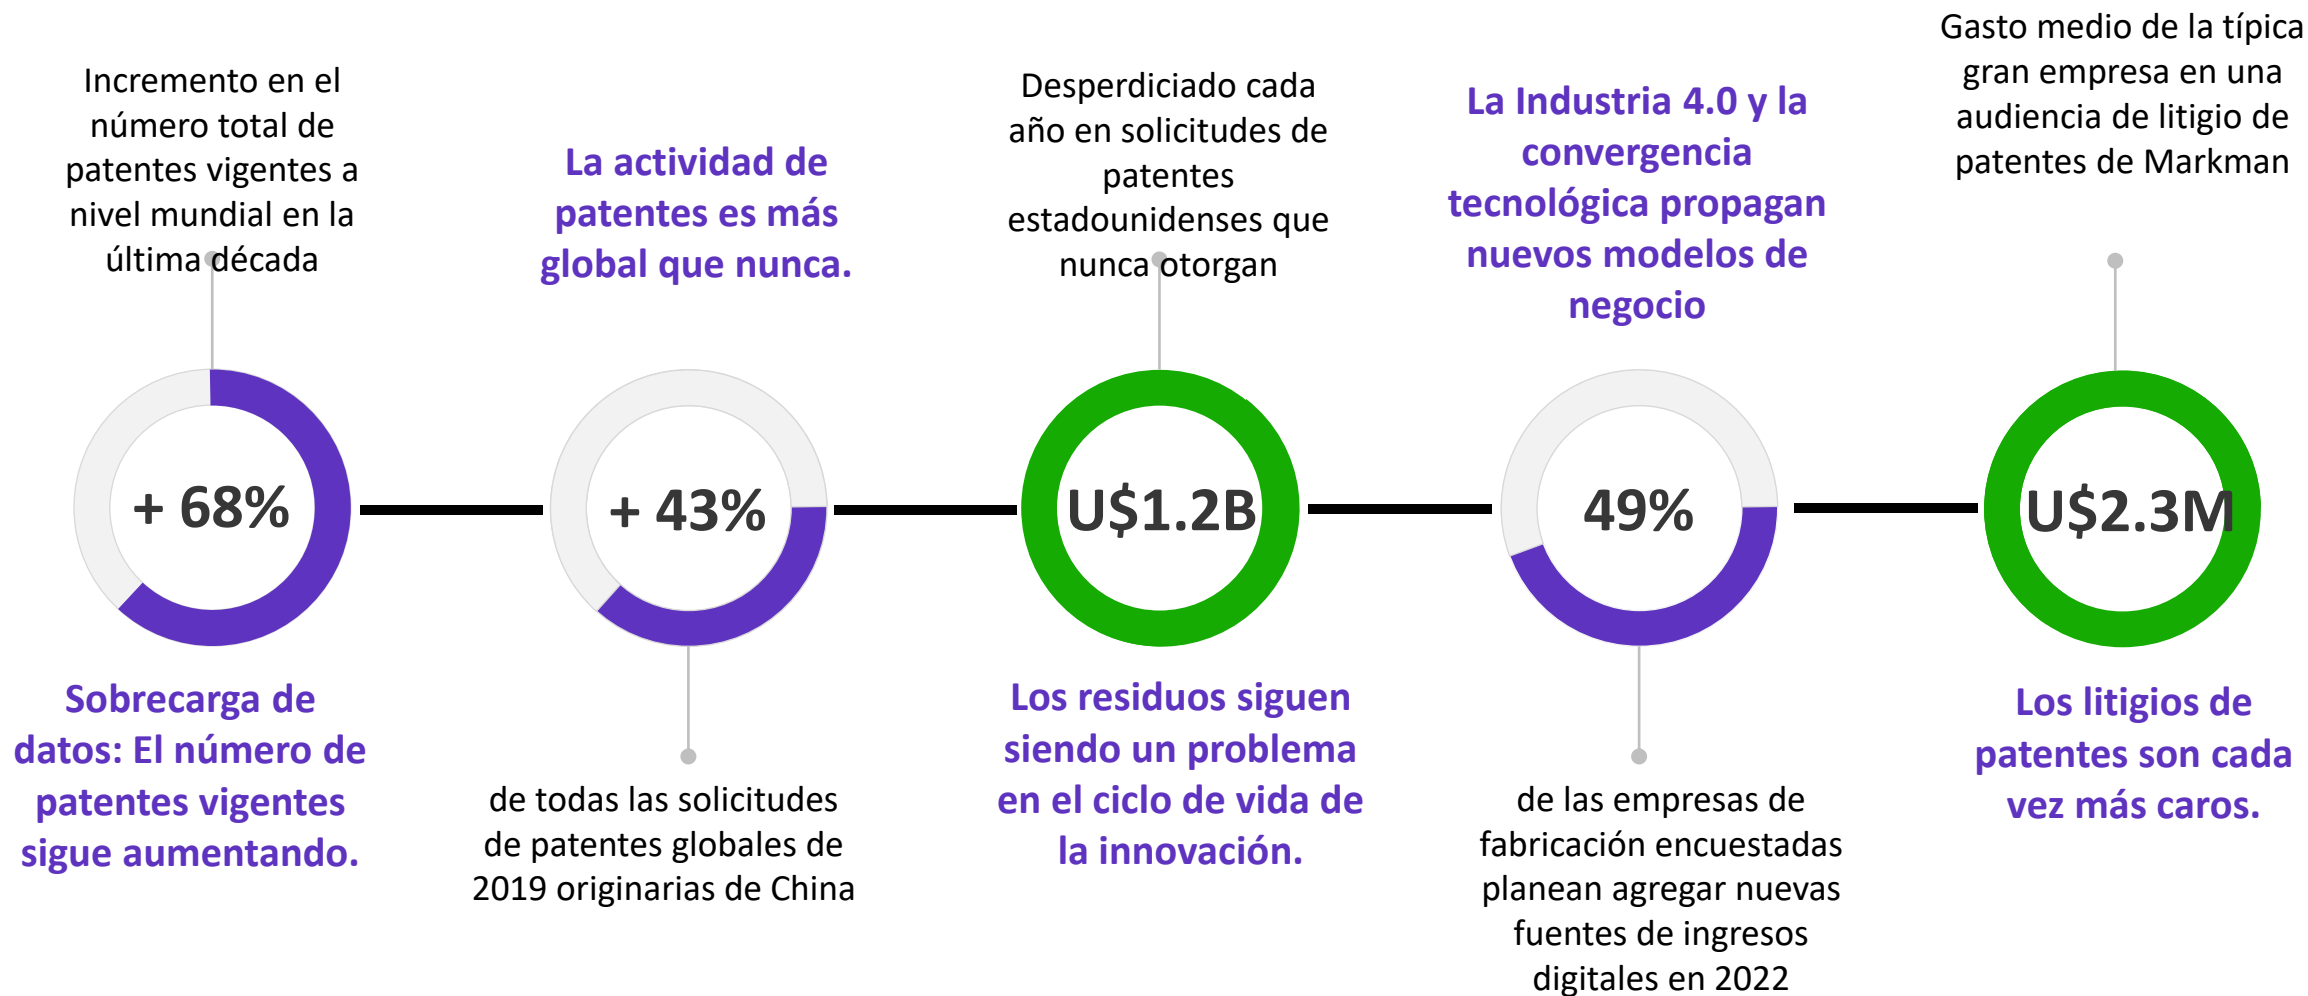 Incremento en el
número total de
patentes vigentes a
nivel mundial en la
última década
+ 68%
Sobrecarga de
datos: El número de
patentes vigentes
sigue aumentando.
La actividad de
patentes es más
global que nunca.
+ 43%
de todas las solicitudes
de patentes globales de
2019 originarias de China
Desperdiciado cada
año en solicitudes de
patentes
estadounidenses que
nunca otorgan
U$1.2B
Los residuos siguen
siendo un problema
en el ciclo de vida de
la innovación.
La Industria 4.0 y la
convergencia
tecnológica propagan
nuevos modelos de
negocio
49%
de las empresas de
fabricación encuestadas
planean agregar nuevas
fuentes de ingresos
digitales en 2022
Gasto medio de la típica
gran empresa en una
audiencia de litigio de
patentes de Markman
U$2.3M
Los litigios de
patentes son cada
vez más caros.